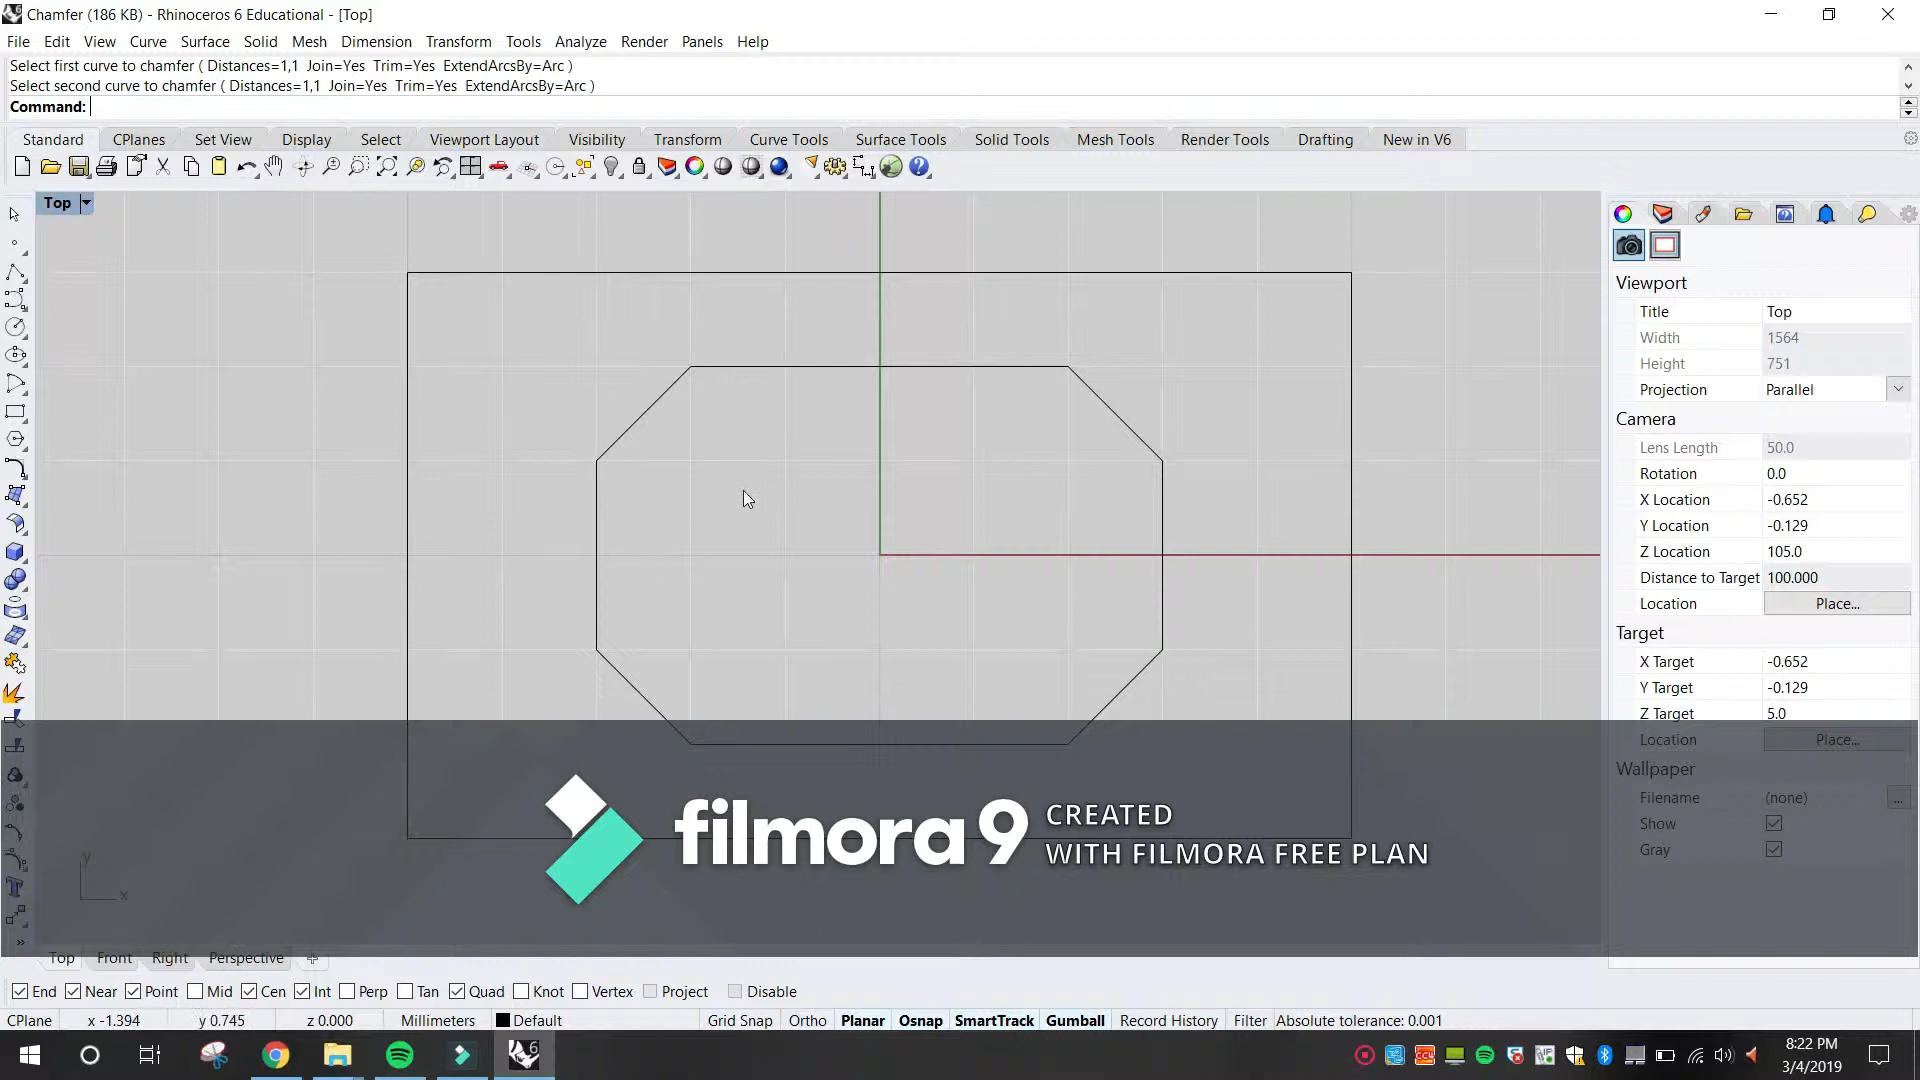 Chamfer (186 KB) - Rhinoceros 6 Educational - [Top]
File Edit View Curve Surface Solid Mesh Dimension Transform Tools Analyze Render Panels Help
Select first curve to chamfer ( Distances=1,1 Join=Yes Trim=Yes ExtendArcsBy=Arc )
Select second curve to chamfer ( Distances=1,1 Join=Yes Trim=Yes ExtendArcsBy=Arc )
Command:
Standard CPlanes Set View Display Select Viewport Layout Visibility Transform Curve Tools Surface Tools Solid Tools Mesh Tools Render Tools Drafting New in V6
Top
Viewport
Title Top
Width 1564
Height 751
Projection Parallel
Camera
Lens Length 50.0
Rotation 0.0
X Location -0.652
Y Location -0.129
Z Location 105.0
Distance to Target 100.000
Location Place...
Target
X Target -0.652
Y Target -0.129
Z Target 5.0
Location Place...
Wallpaper
Filename (none) ...
Show
Gray
filmora 9 CREATED
WITH FILMORA FREE PLAN
y
x
Top Front Right Perspective
End Near Point Mid Cen Int Perp Tan Quad Knot Vertex Project Disable
CPlane x -1.394 y 0.745 z 0.000 Millimeters Default Grid Snap Ortho Planar Osnap SmartTrack Gumball Record History Filter Absolute tolerance: 0.001
8:22 PM
3/4/2019